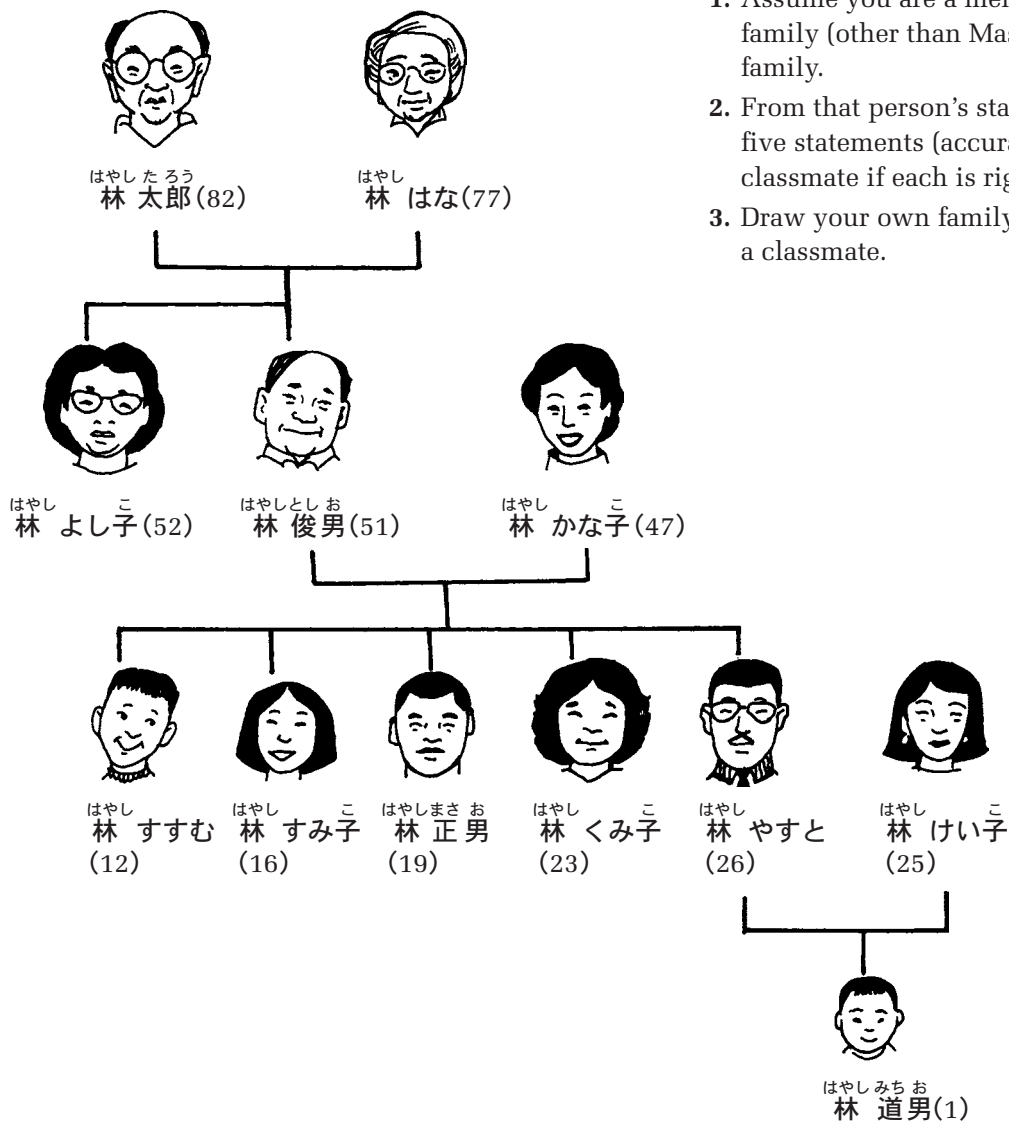 1. Assume you are a mem
family (other than Mas
family.
2. From that person's sta
five statements (accura
classmate if each is rig
3. Draw your own family
a classmate.
はやし た ろう
林 太郎(82)
はやし
林 はな(77)
はやし こ
林 よし子(52)
はやしとし お
林 俊男(51)
はやし こ
林 かな子(47)
はやし
林 すすむ
(12)
はやし こ
林 すみ子
(16)
はやしまさ お
林 正男
(19)
はやし こ
林 くみ子
(23)
はやし
林 やすと
(26)
はやし こ
林 けい子
(25)
はやし みち お
林 道男(1)